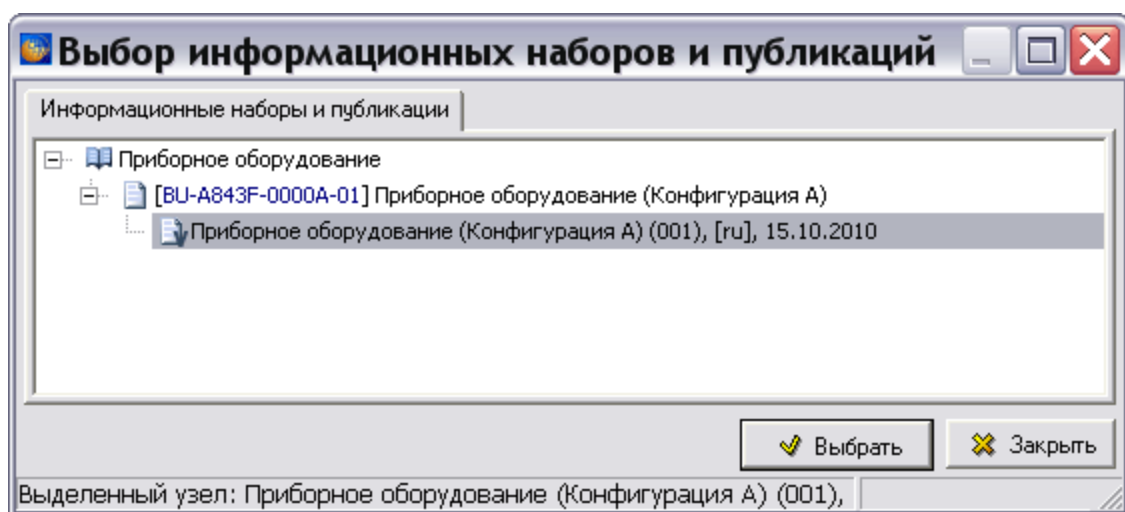 Выбор информационных наборов и публикаций
Информационные наборы и публикации
Приборное оборудование
[BU-A843F-0000A-01] Приборное оборудование (Конфигурация А)
Приборное оборудование (Конфигурация А) (001), [ru], 15.10.2010
Выбрать
Закрыть
Выделенный узел: Приборное оборудование (Конфигурация А) (001),